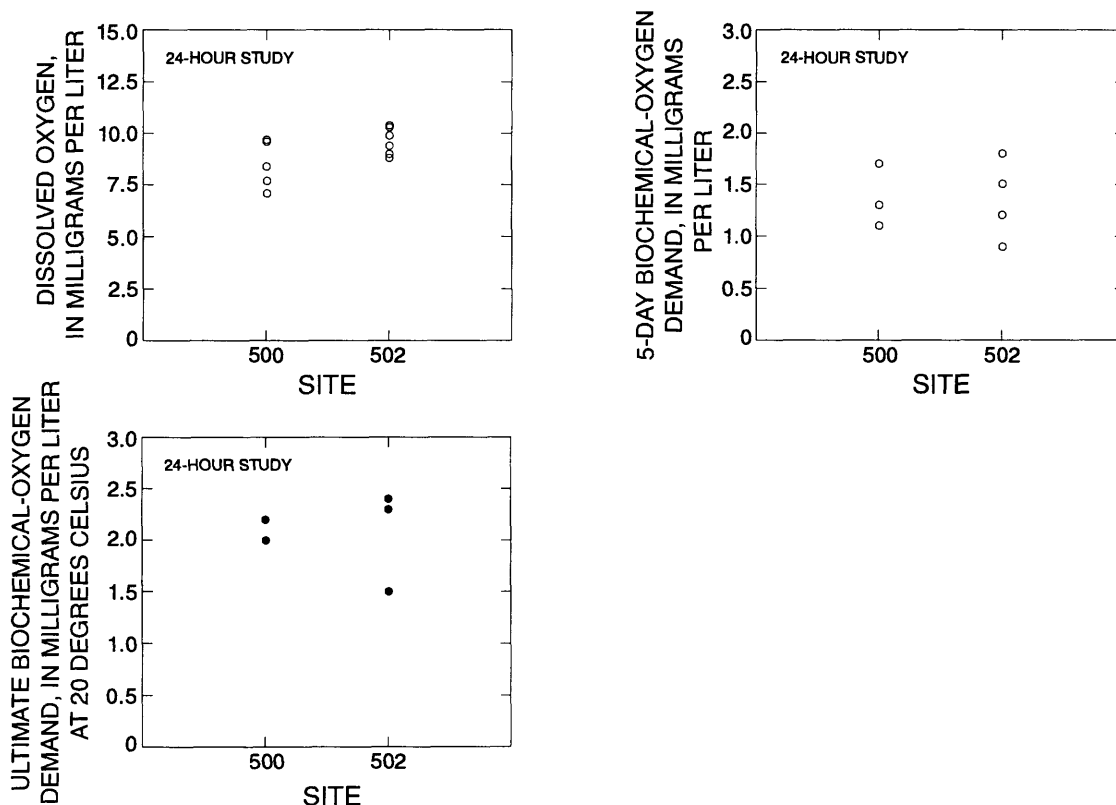 DISSOLVED OXYGEN,
IN MILLIGRAMS PER LITER
15.0
12.5
10.0
7.5
5.0
2.5
0
24-HOUR STUDY
500
502
SITE
5-DAY BIOCHEMICAL-OXYGEN
DEMAND, IN MILLIGRAMS
PER LITER
3.0
2.5
2.0
1.5
1.0
0.5
0
24-HOUR STUDY
500
502
SITE
ULTIMATE BIOCHEMICAL-OXYGEN
DEMAND, IN MILLIGRAMS PER LITER
AT 20 DEGREES CELSIUS
3.0
2.5
2.0
1.5
1.0
0.5
0
24-HOUR STUDY
500
502
SITE